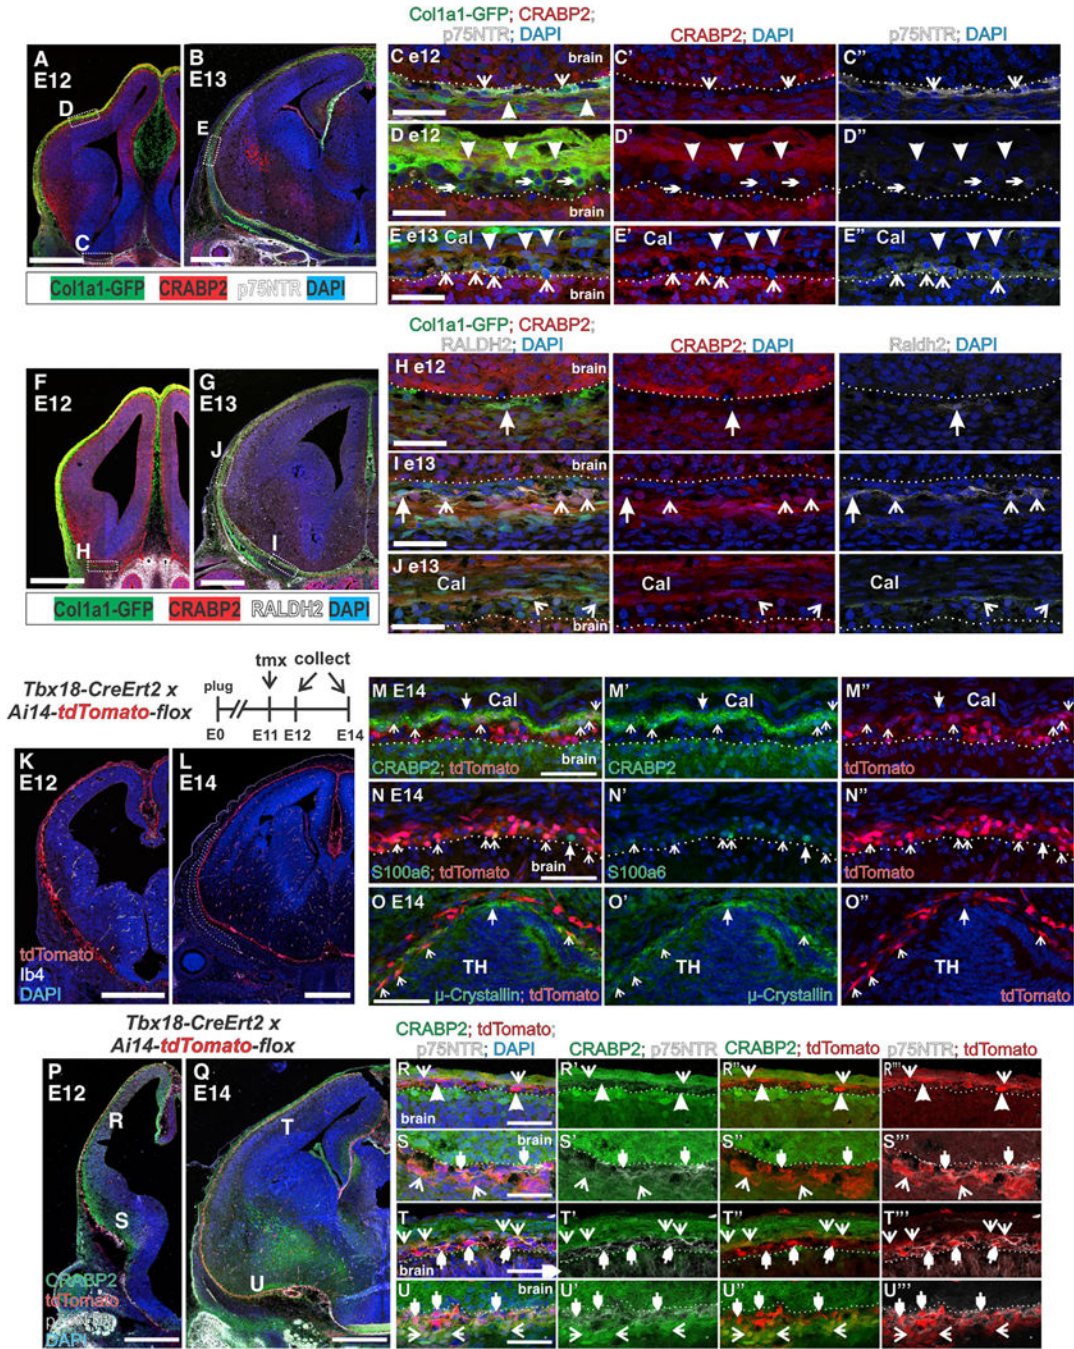 Col1a1-GFP; CRABP2;
p75NTR; DAPI
CRABP2; DAPI
p75NTR; DAPI
A
E12
D
C
B
E13
E
C e12
brain
C'
C"
D e12
brain
D'
D"
E e13
Cal
E'
Cal
E"
Cal
Col1a1-GFP CRABP2 p75NTR DAPI
Col1a1-GFP; CRABP2;
RALDH2; DAPI
CRABP2; DAPI
Raldh2; DAPI
F
E12
H
G
E13
J
I
H e12
brain
I e13
brain
J e13
Cal
brain
Cal
Cal
Col1a1-GFP CRABP2 RALDH2 DAPI
Tbx18-CreErt2 x
Ai14-tdTomato-flox
tmx
collect
plug
E0
E11
E12
E14
K
E12
tdTomato
Ib4
DAPI
L
E14
M E14
Cal
CRABP2; tdTomato
brain
M'
Cal
CRABP2
M"
tdTomato
N E14
brain
S100a6; tdTomato
N'
S100a6
N"
tdTomato
O E14
TH
µ-Crystallin; tdTomato
O'
TH
µ-Crystallin
O"
TH
tdTomato
Tbx18-CreErt2 x
Ai14-tdTomato-flox
CRABP2; tdTomato;
p75NTR; DAPI
CRABP2; p75NTR
CRABP2; tdTomato
p75NTR; tdTomato
P
E12
R
S
CRABP2
tdTomato
DAPI
Q
E14
T
U
R
brain
R'
R"
R"'
S
brain
S'
S"
S"'
T
brain
T'
T"
T"'
U
brain
U'
U"
U"'